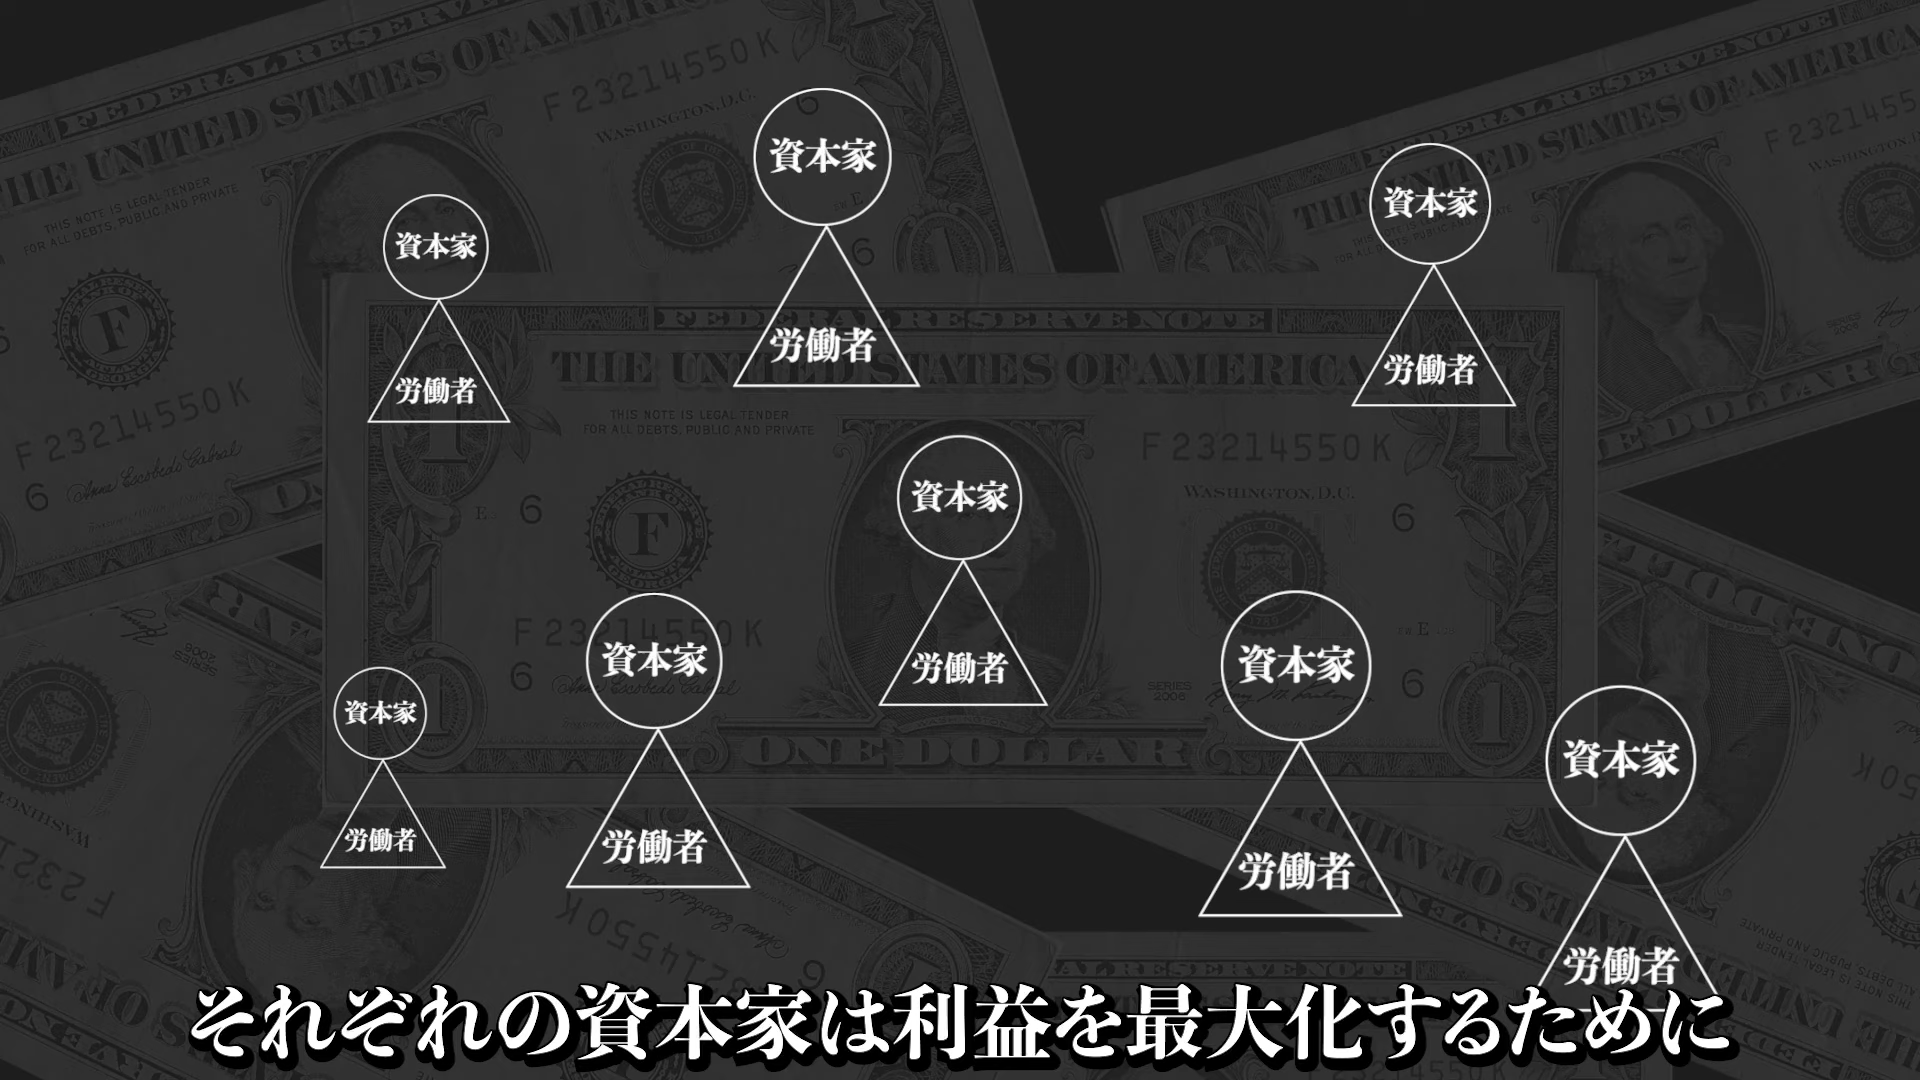 資本家
労働者
資本家
労働者
資本家
労働者
資本家
労働者
資本家
労働者
資本家
労働者
資本家
労働者
資本家
労働者
それぞれの資本家は利益を最大化するために
FEDERAL RESERVE NOTE
THE UNITED STATES OF AMERICA
THIS NOTE IS LEGAL TENDER
FOR ALL DEBTS, PUBLIC AND PRIVATE
F 23214550 K
WASHINGTON, D.C.
F 23214550 K
ONE DOLLAR